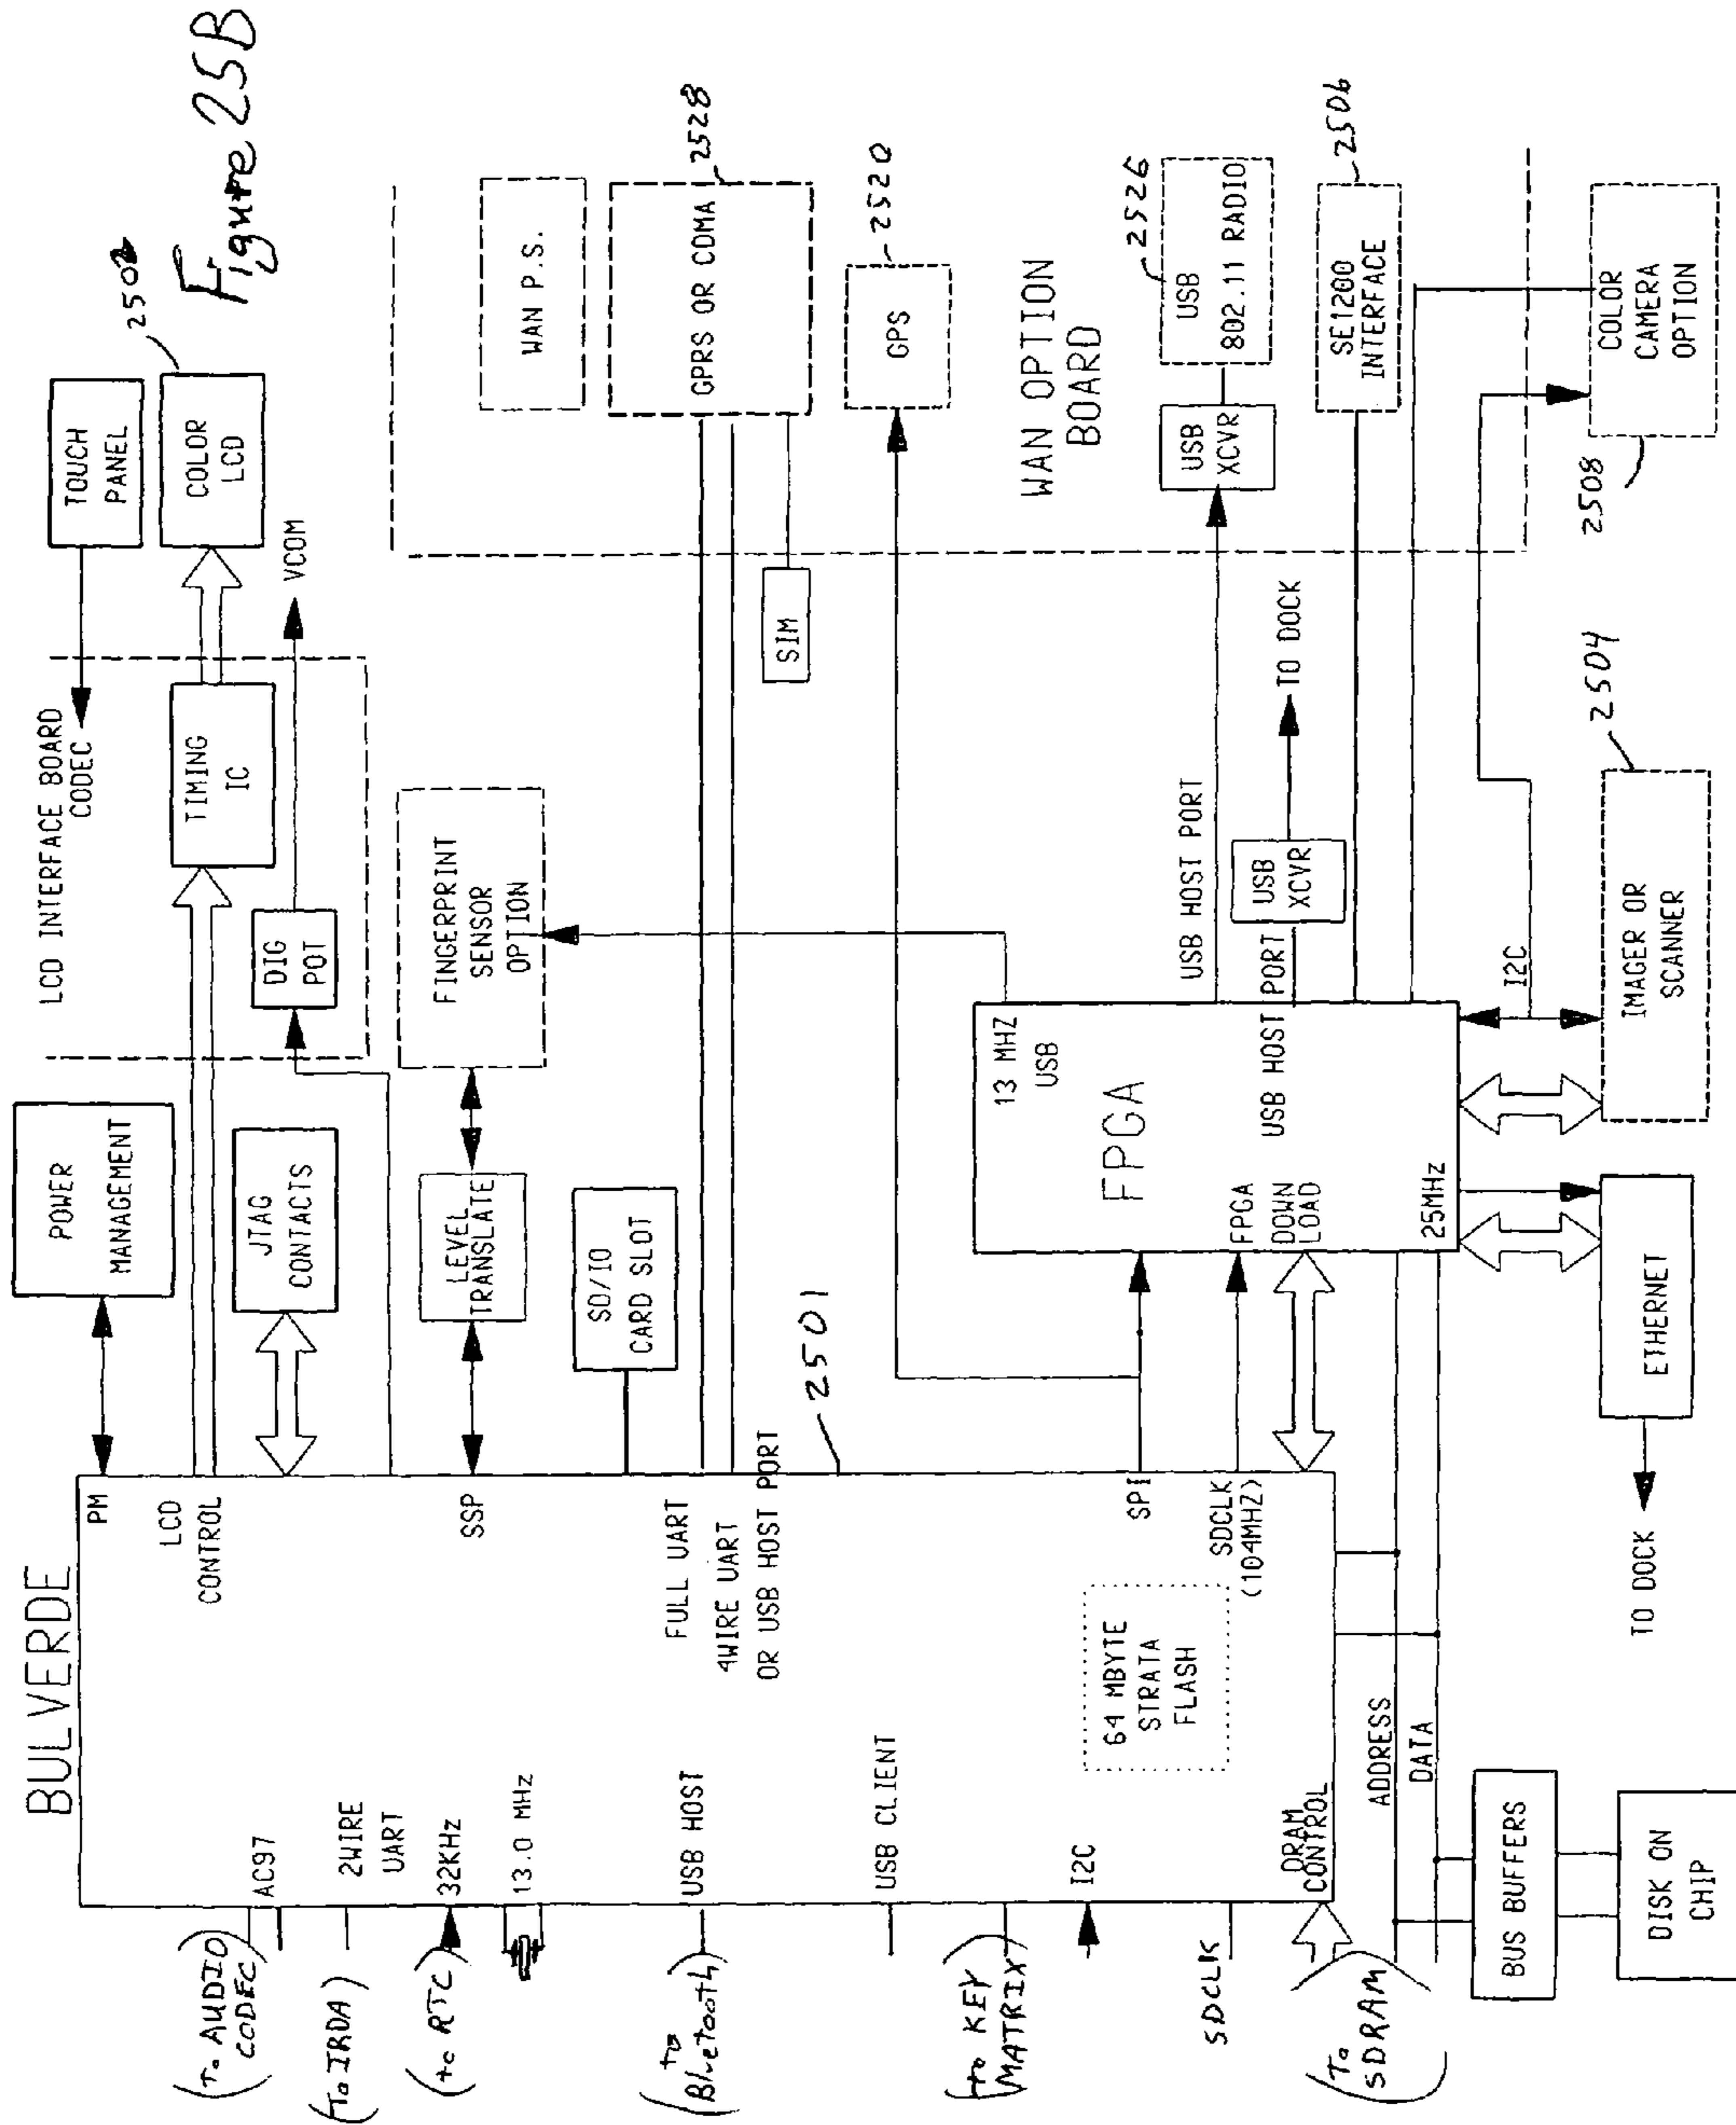 Figure 25B
BULVERDE
(To AUDIO
CODEC)
(To IRDA)
(to RTC)
(to
Bluetooth)
(to KEY
MATRIX)
SDCLK
(To
SDRAM)
AC97
2WIRE
UART
32KHz
13.0 MHz
USB HOST
USB CLIENT
I2C
DRAM
CONTROL
PM
LCD
CONTROL
SSP
FULL UART
4WIRE UART
OR USB HOST PORT
64 MBYTE
STRATA
FLASH
SPI
SDCLK
(104MHZ)
2501
POWER
MANAGEMENT
JTAG
CONTACTS
LEVEL
TRANSLATE
SD/IO
CARD SLOT
LCD INTERFACE BOARD
CODEC
TIMING
IC
DIG
POT
VCOM
TOUCH
PANEL
COLOR
LCD
2502
FINGERPRINT
SENSOR
OPTION
SIM
WAN P.S.
GPRS OR CDMA
2528
GPS
2520
WAN OPTION
BOARD
USB
XCVR
USB
802.11 RADIO
2526
SE1200
INTERFACE
2506
COLOR
CAMERA
OPTION
2508
FPGA
13 MHZ
USB
USB HOST PORT
USB HOST PORT
FPGA
DOWN
LOAD
25MHz
USB
XCVR
TO DOCK
I2C
IMAGER OR
SCANNER
2504
ETHERNET
TO DOCK
ADDRESS
DATA
BUS BUFFERS
DISK ON
CHIP